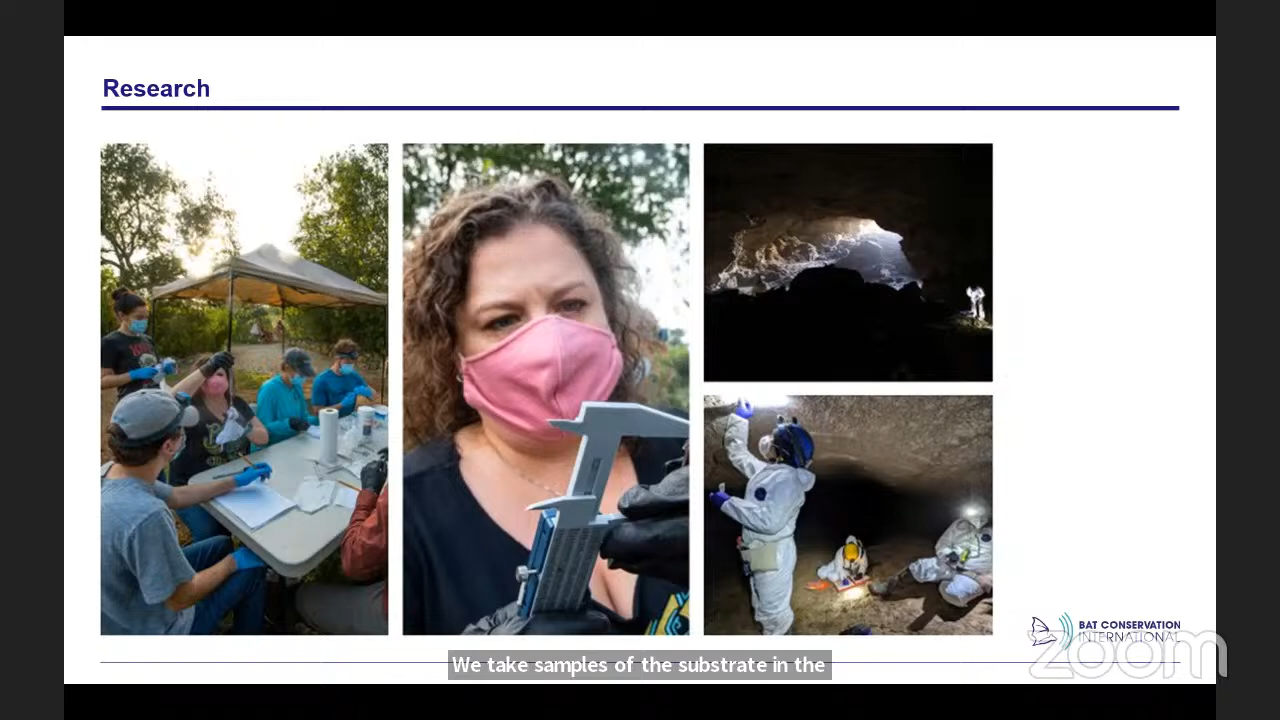 Research
BAT CONSERVATION
INTERNATIONAL
zoom
We take samples of the substrate in the